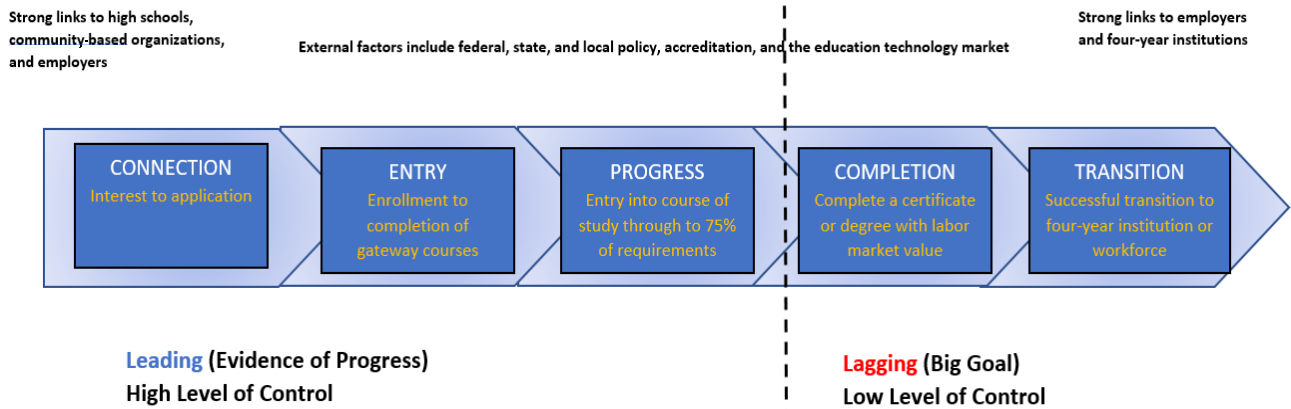 Strong links to high schools,
community-based organizations,
and employers
External factors include federal, state, and local policy, accreditation, and the education technology market
Strong links to employers
and four-year institutions
CONNECTION
Interest to application
ENTRY
Enrollment to
completion of
gateway courses
PROGRESS
Entry into course of
study through to 75%
of requirements
COMPLETION
Complete a certificate
or degree with labor
market value
TRANSITION
Successful transition to
four-year institution or
workforce
Leading (Evidence of Progress)
High Level of Control
Lagging (Big Goal)
Low Level of Control